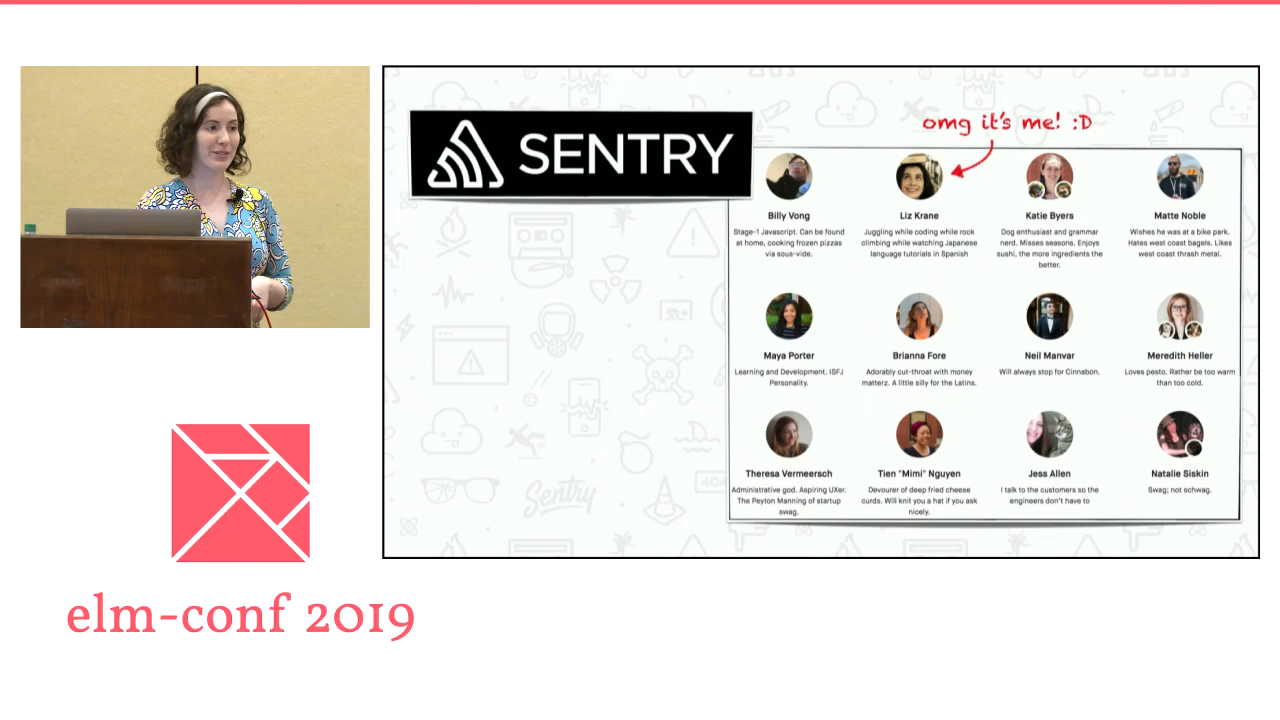 SENTRY
omg it's me! :D
Billy Vong
Stage-1 Javascript. Can be found
at home, cooking frozen pizzas
via sous-vide.
Liz Krane
Juggling while coding while rock
climbing while watching Japanese
language tutorials in Spanish
Katie Byers
Dog enthusiast and grammar
nerd. Misses seasons. Enjoys
sushi, the more ingredients the
better.
Matte Noble
Wishes he was at a bike park.
Hates west coast bagels. Likes
west coast thrash metal.
Maya Porter
Learning and Development. ISFJ
Personality.
Brianna Fore
Adorably cut-throat with money
matterz. A little silly for the Latins.
Neil Manvar
Will always stop for Cinnabon.
Meredith Heller
Loves pesto. Rather be too warm
than too cold.
Theresa Vermeersch
Administrative god. Aspiring UXer.
The Peyton Manning of startup
swag.
Tien "Mimi" Nguyen
Devourer of deep fried cheese
curds. Will knit you a hat if you ask
nicely.
Jess Allen
I talk to the customers so the
engineers don't have to
Natalie Siskin
Swag; not schwag.
Sentry
404
elm-conf 2019